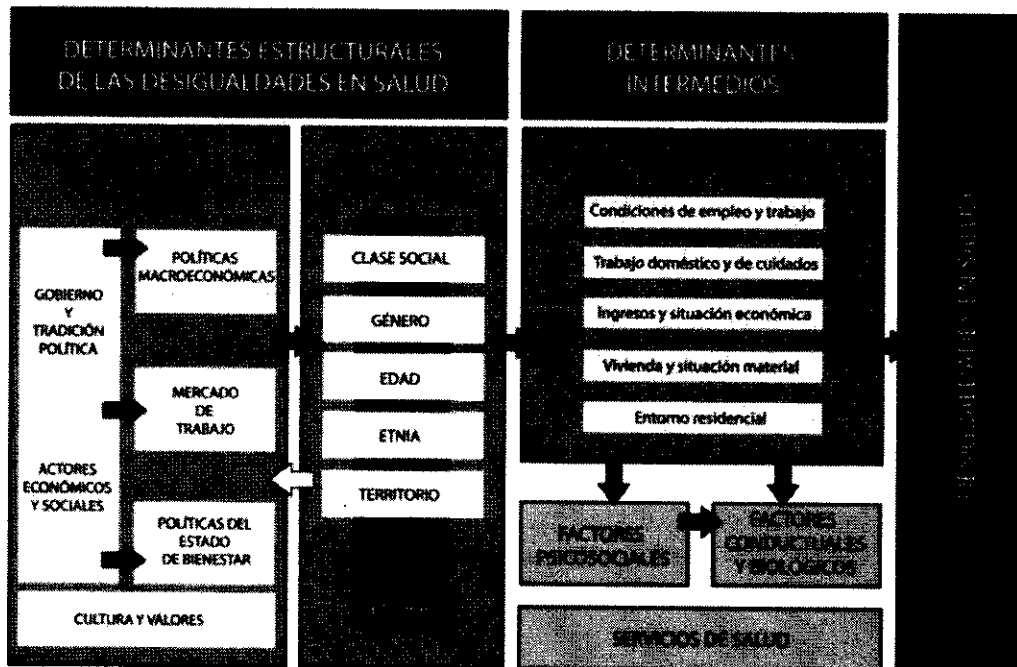 DETERMINANTES ESTRUCTURALES
DE LAS DESIGUALDADES EN SALUD
DETERMINANTES
INTERMEDIOS
GOBIERNO
Y
TRADICIÓN
POLÍTICA
ACTORES
ECONÓMICOS
Y SOCIALES
POLÍTICAS
MACROECONÓMICAS
MERCADO
DE
TRABAJO
POLÍTICAS DEL
ESTADO
DE BIENESTAR
CULTURA Y VALORES
CLASE SOCIAL
GÉNERO
EDAD
ETNIA
TERRITORIO
Condiciones de empleo y trabajo
Trabajo doméstico y de cuidados
Ingresos y situación económica
Vivienda y situación material
Entorno residencial
FACTORES
PSICOSOCIALES
FACTORES
CONDUCTUALES
Y BIOLÓGICOS
SERVICIOS DE SALUD